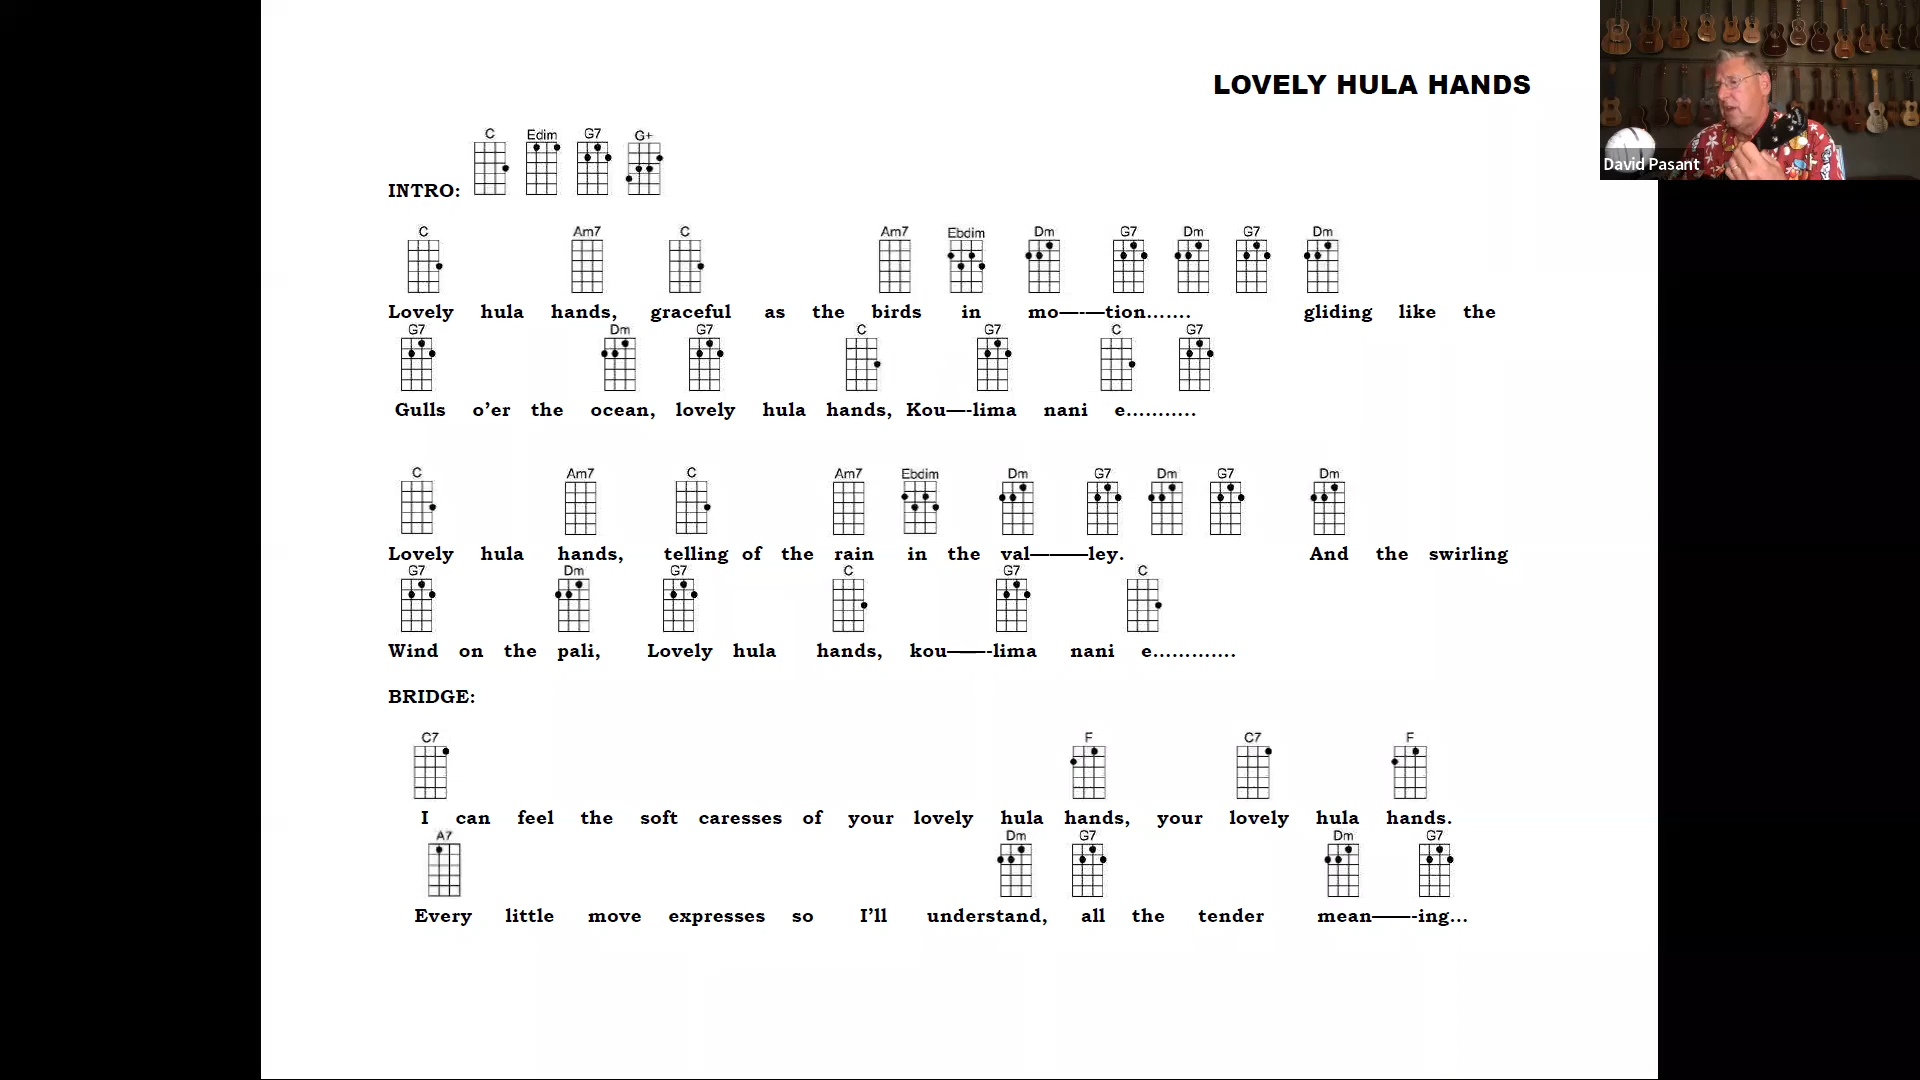 LOVELY HULA HANDS
David Pasant
C Edim G7 G+
INTRO:
C Am7 C Am7 Ebdim Dm G7 Dm G7 Dm
Lovely hula hands, graceful as the birds in mo—-—tion....... gliding like the
G7 Dm G7 C G7 C G7
Gulls o’er the ocean, lovely hula hands, Kou—-lima nani e...........
C Am7 C Am7 Ebdim Dm G7 Dm G7 Dm
Lovely hula hands, telling of the rain in the val———ley. And the swirling
G7 Dm G7 C G7 C
Wind on the pali, Lovely hula hands, kou——-lima nani e.............
BRIDGE:
C7 F C7 F
I can feel the soft caresses of your lovely hula hands, your lovely hula hands.
A7 Dm G7 Dm G7
Every little move expresses so I’ll understand, all the tender mean——-ing...